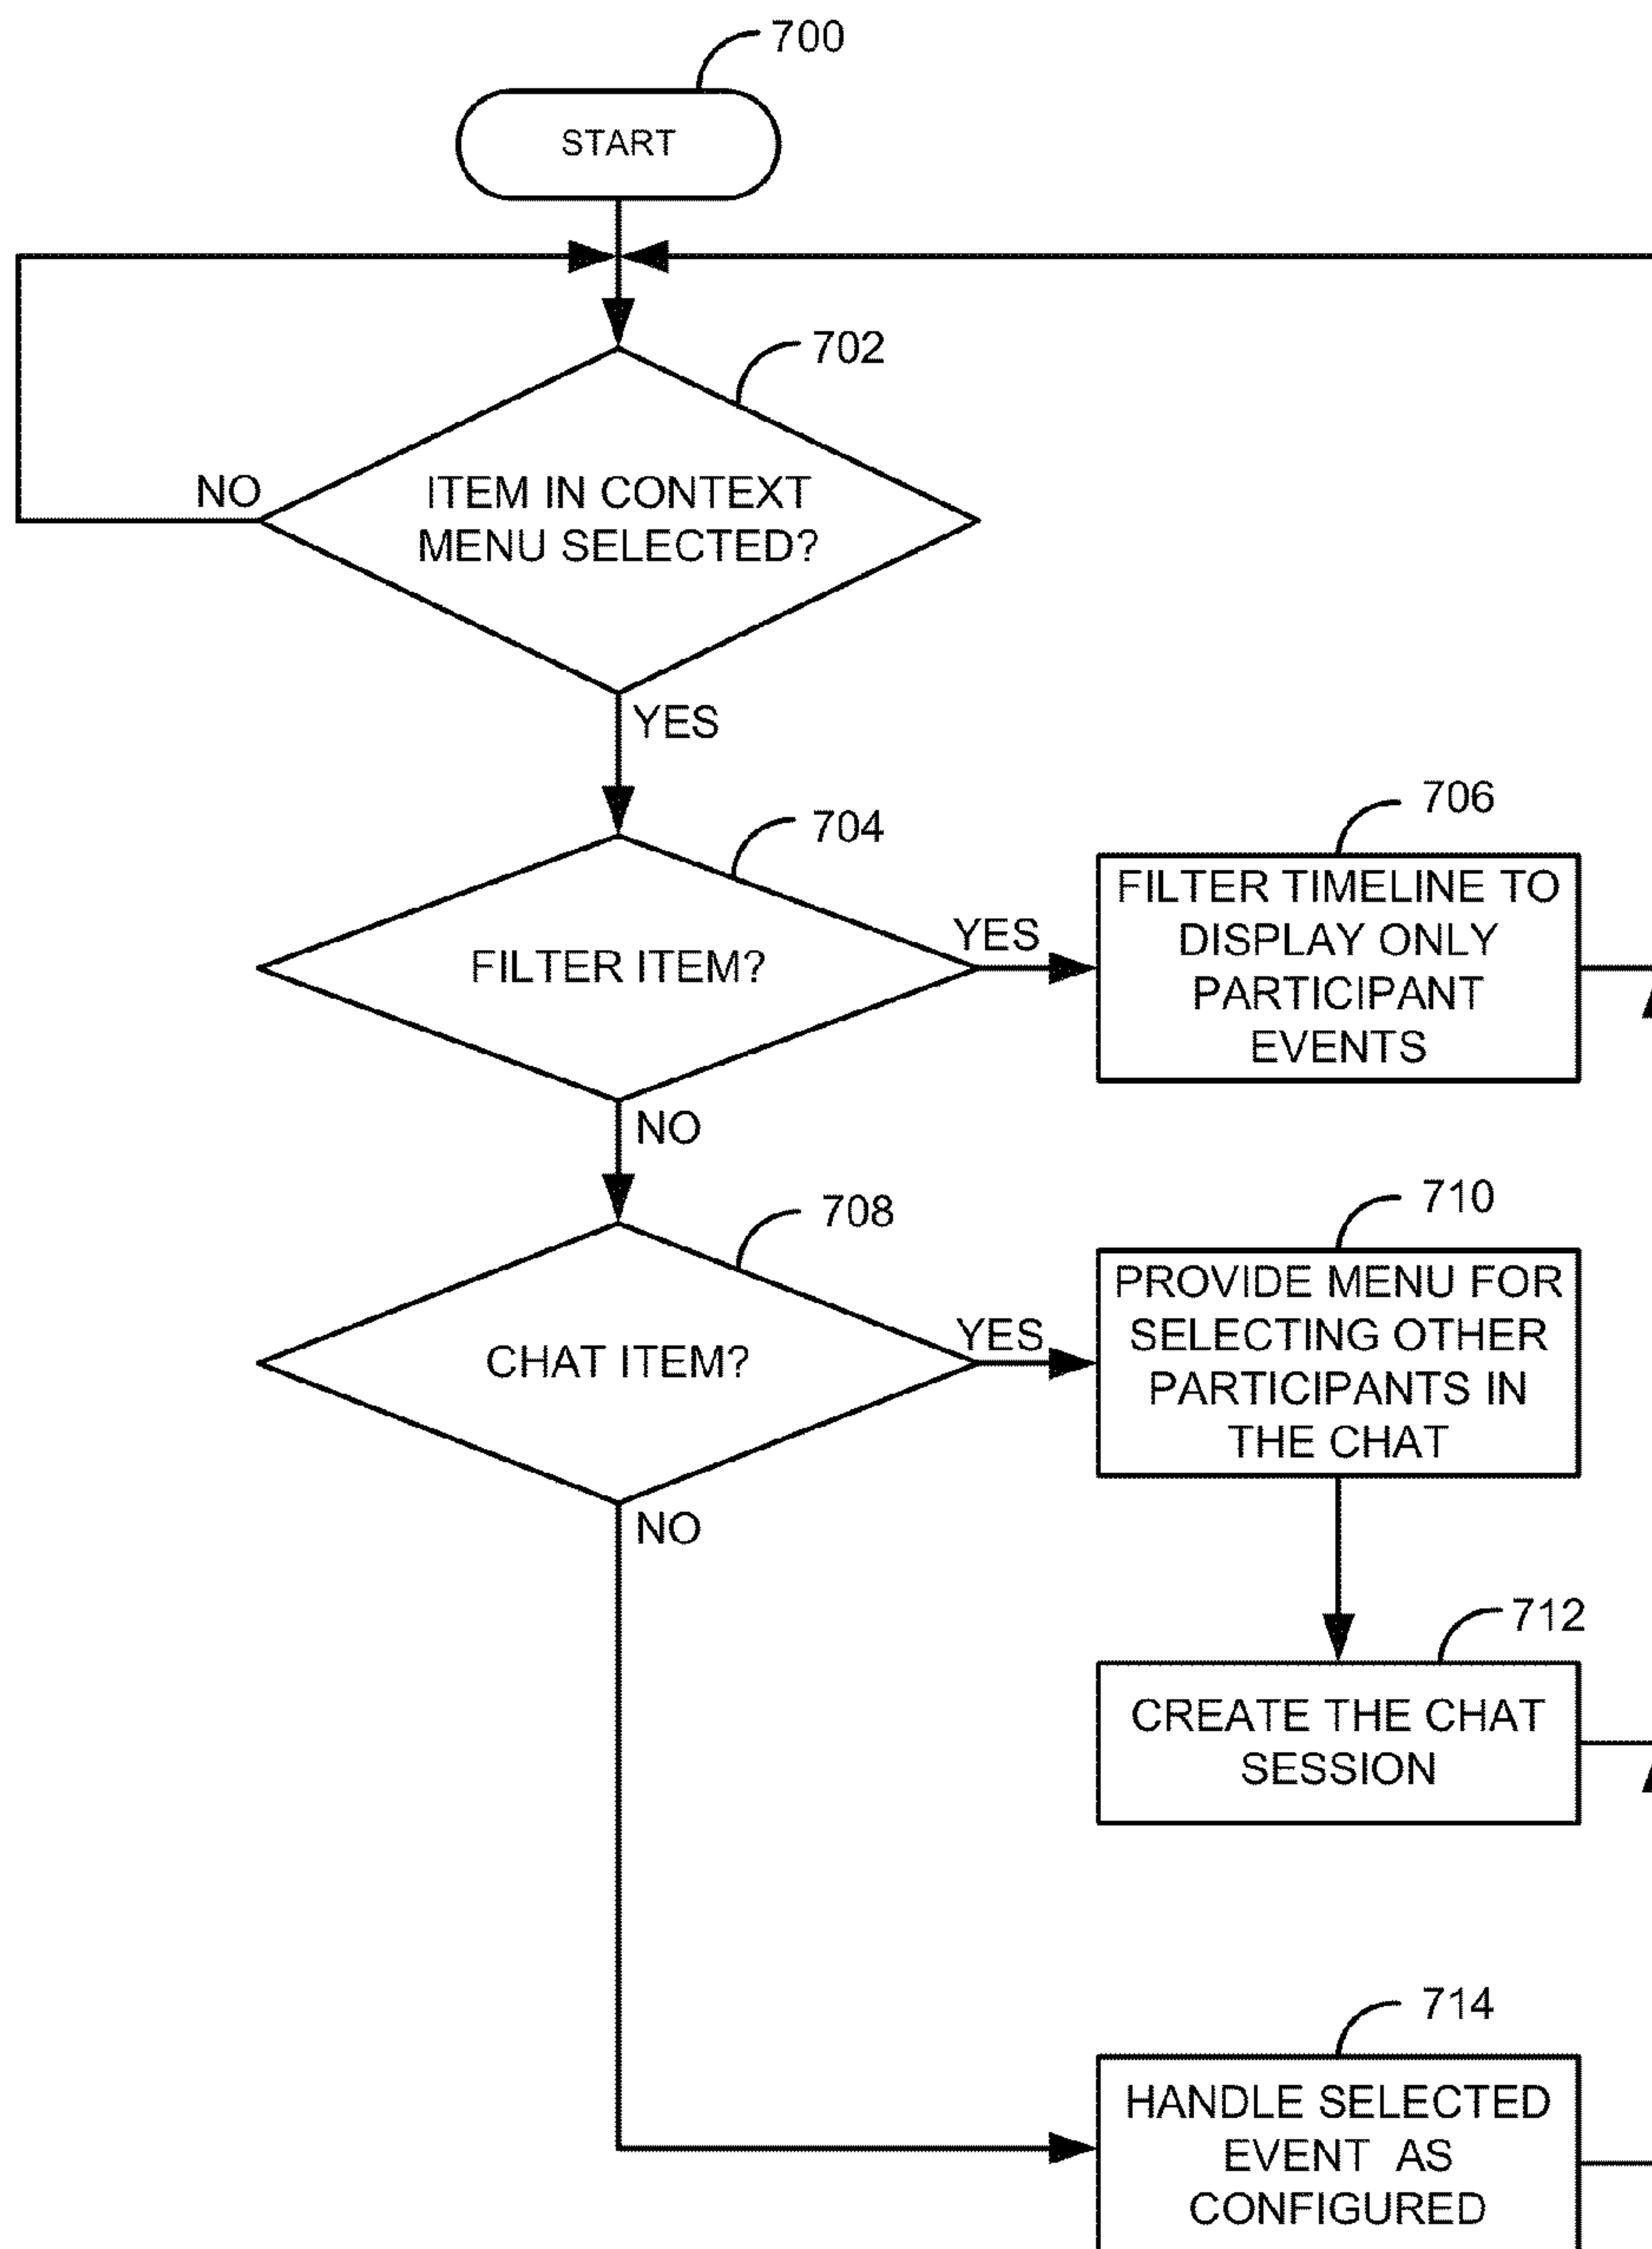 700
START
702
ITEM IN CONTEXT
MENU SELECTED?
NO
YES
704
FILTER ITEM?
YES
706
FILTER TIMELINE TO
DISPLAY ONLY
PARTICIPANT
EVENTS
NO
708
CHAT ITEM?
YES
710
PROVIDE MENU FOR
SELECTING OTHER
PARTICIPANTS IN
THE CHAT
NO
712
CREATE THE CHAT
SESSION
714
HANDLE SELECTED
EVENT AS
CONFIGURED